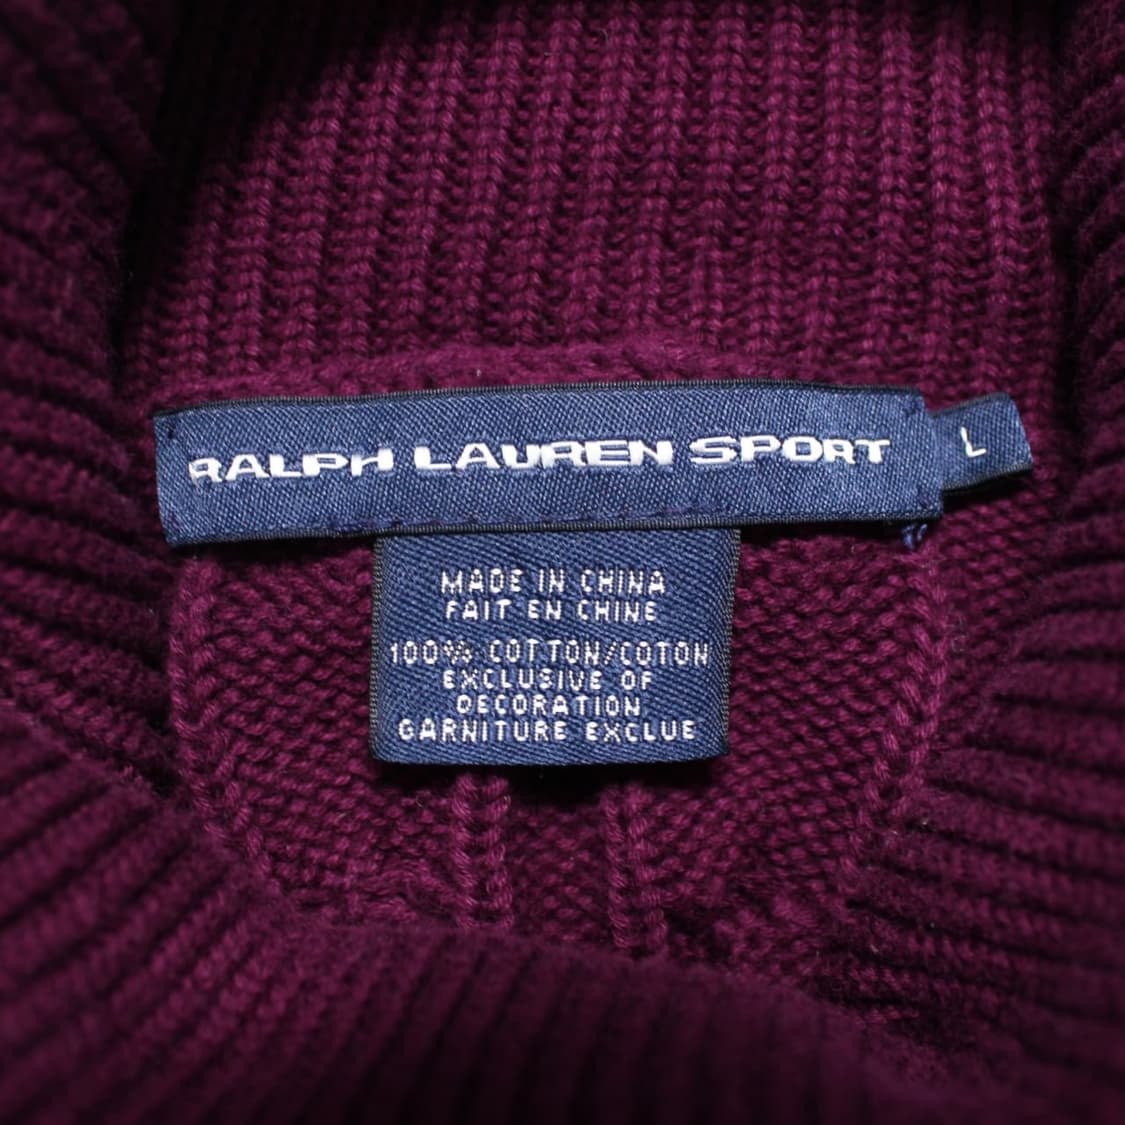 RALPH LAUREN SPORT
L
MADE IN CHINA
FAIT EN CHINE
100% COTTON/COTON
EXCLUSIVE OF
DECORATION
GARNITURE EXCLUE